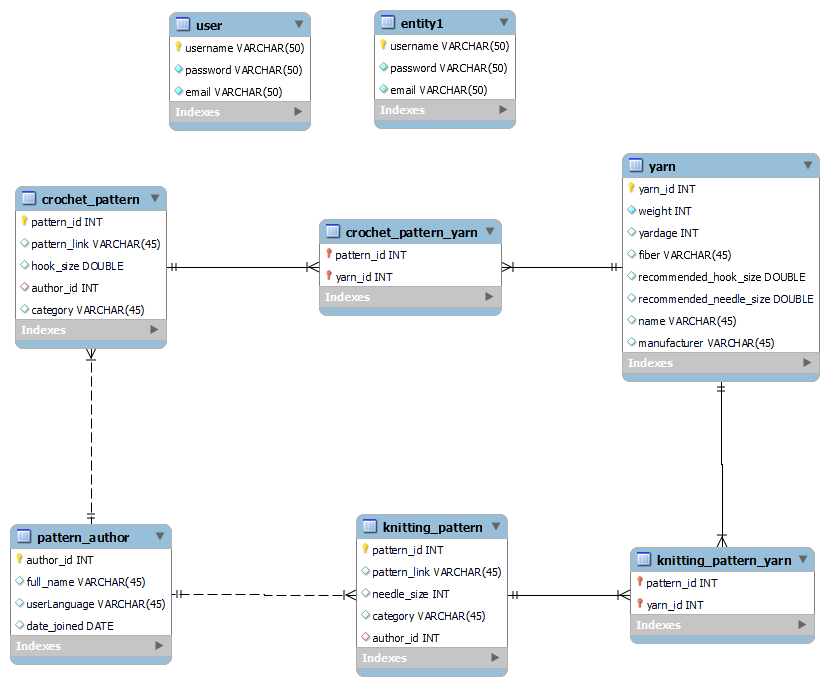 user
username VARCHAR(50)
password VARCHAR(50)
email VARCHAR(50)
Indexes
entity1
username VARCHAR(50)
password VARCHAR(50)
email VARCHAR(50)
Indexes
yarn
yarn_id INT
weight INT
yardage INT
fiber VARCHAR(45)
recommended_hook_size DOUBLE
recommended_needle_size DOUBLE
name VARCHAR(45)
manufacturer VARCHAR(45)
Indexes
crochet_pattern
pattern_id INT
pattern_link VARCHAR(45)
hook_size DOUBLE
author_id INT
category VARCHAR(45)
Indexes
crochet_pattern_yarn
pattern_id INT
yarn_id INT
Indexes
pattern_author
author_id INT
full_name VARCHAR(45)
userLanguage VARCHAR(45)
date_joined DATE
Indexes
knitting_pattern
pattern_id INT
pattern_link VARCHAR(45)
needle_size INT
category VARCHAR(45)
author_id INT
Indexes
knitting_pattern_yarn
pattern_id INT
yarn_id INT
Indexes